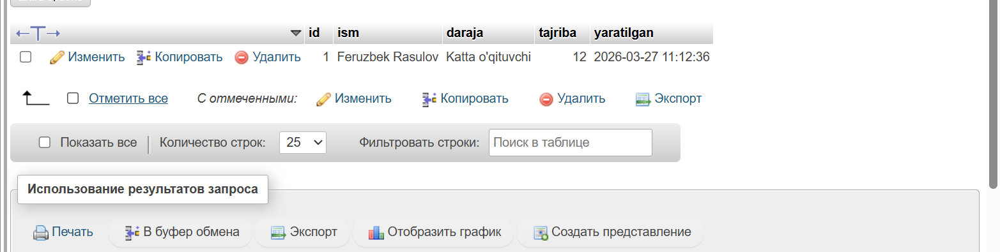 id ism daraja tajriba yaratilgan
Изменить Копировать Удалить 1 Feruzbek Rasulov Katta o'qituvchi 12 2026-03-27 11:12:36
Отметить все С отмеченными: Изменить Копировать Удалить Экспорт
Показать все Количество строк: 25 Фильтровать строки: Поиск в таблице
Использование результатов запроса
Печать В буфер обмена Экспорт Отобразить график Создать представление